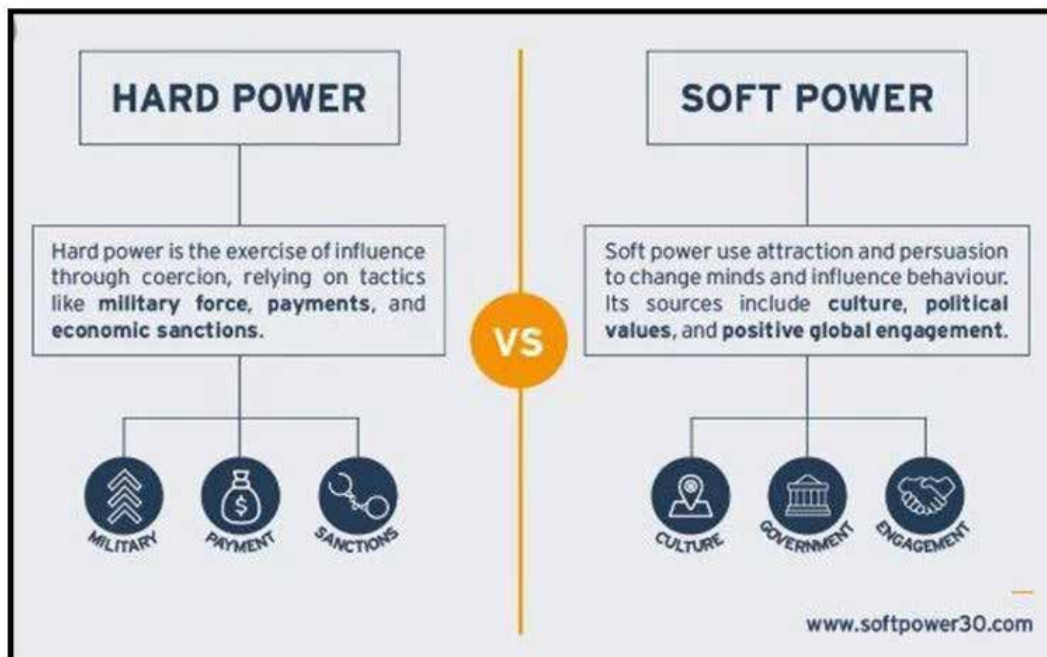 HARD POWER
Hard power is the exercise of influence
through coercion, relying on tactics
like military force, payments, and
economic sanctions.
MILITARY
PAYMENT
SANCTIONS
VS
SOFT POWER
Soft power use attraction and persuasion
to change minds and influence behaviour.
Its sources include culture, political
values, and positive global engagement.
CULTURE
GOVERNMENT
ENGAGEMENT
www.softpower30.com